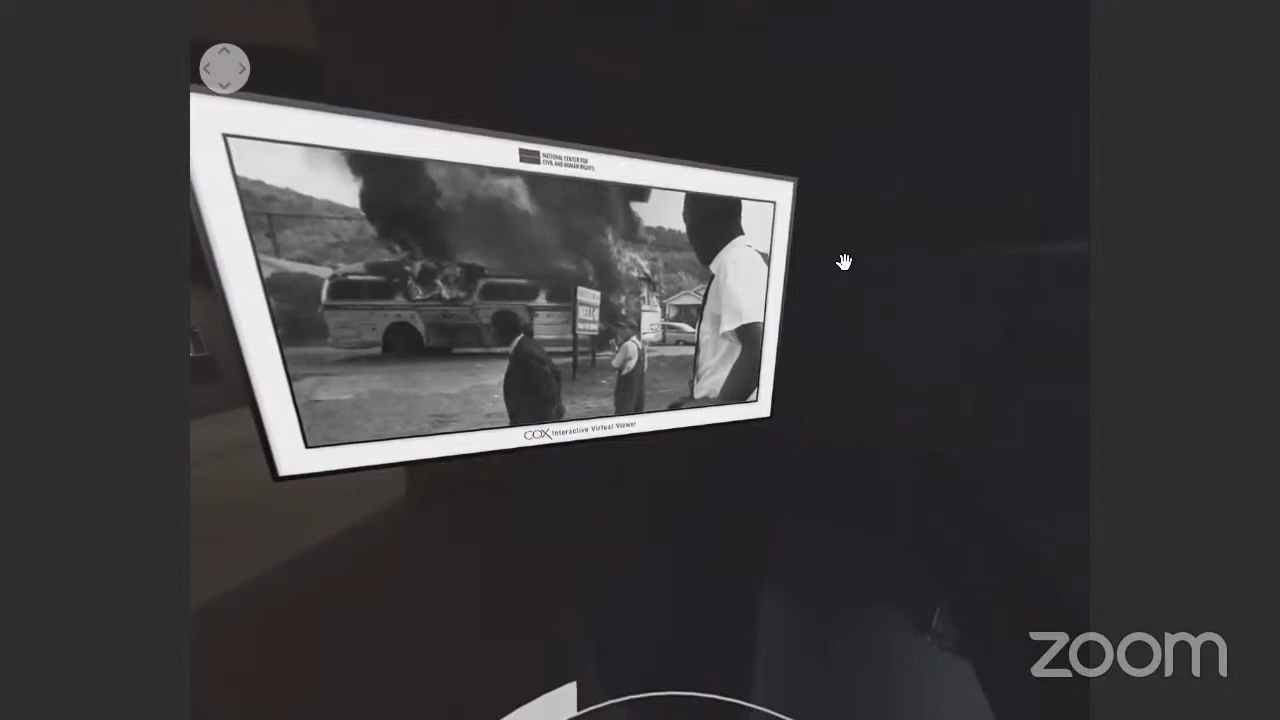 NATIONAL CENTER FOR
CIVIL AND HUMAN RIGHTS
COX Interactive Virtual Viewer
zoom